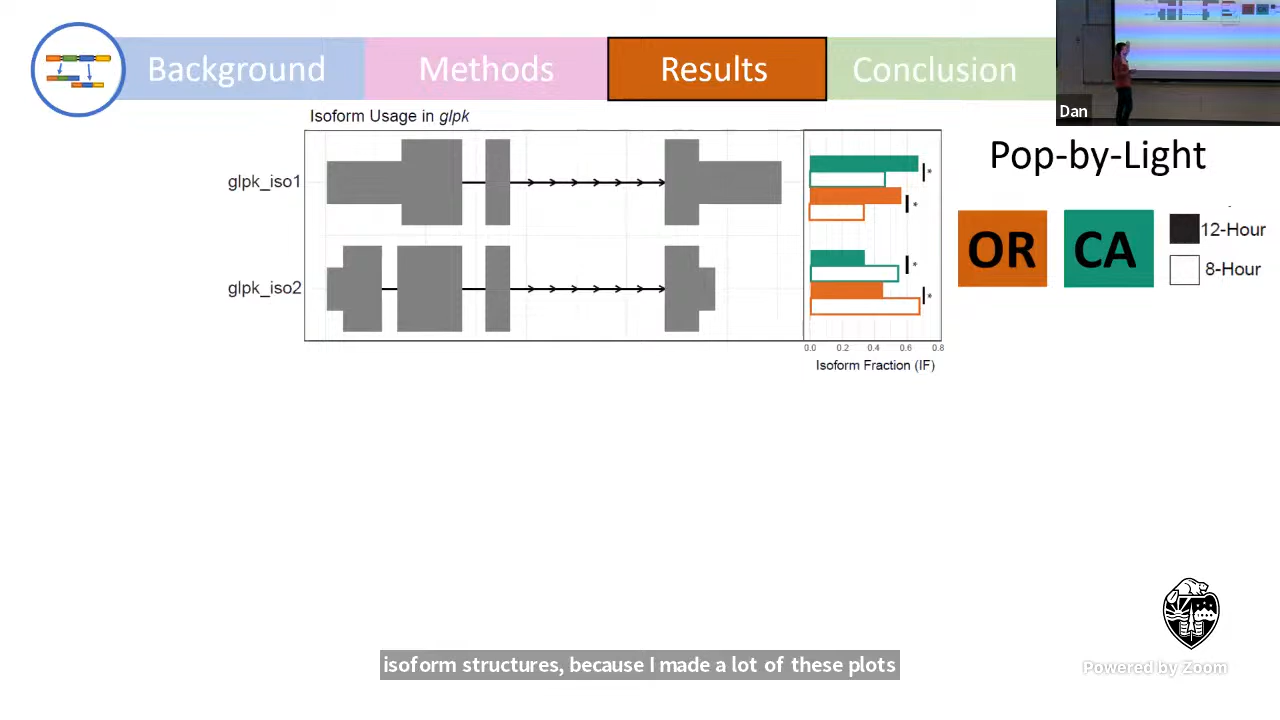 Background
Methods
Results
Conclusion
Dan
Isoform Usage in glpk
glpk_iso1
glpk_iso2
*
*
*
*
0.0 0.2 0.4 0.6 0.8
Isoform Fraction (IF)
Pop-by-Light
OR
CA
12-Hour
8-Hour
isoform structures, because I made a lot of these plots
Powered by Zoom